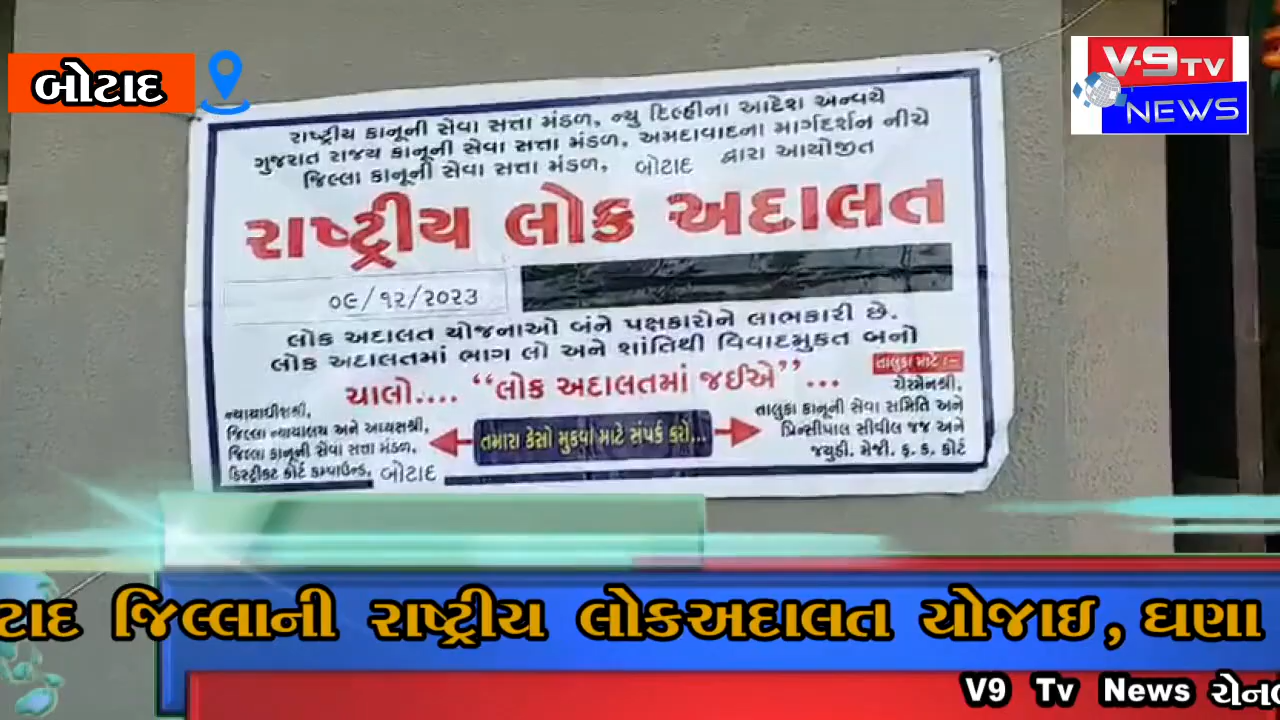 બોટાદ
V-9 TV
NEWS
રાષ્ટ્રીય કાનૂની સેવા સત્તા મંડળ, ન્યુ દિલ્હીના આદેશ અન્વયે
ગુજરાત રાજ્ય કાનૂની સેવા સત્તા મંડળ, અમદાવાદના માર્ગદર્શન નીચે
જિલ્લા કાનૂની સેવા સત્તા મંડળ, બોટાદ દ્વારા આયોજીત
રાષ્ટ્રીય લોક અદાલત
૦૯/૧૨/૨૦૨૩
લોક અદાલત યોજનાઓ બંને પક્ષકારોને લાભકારી છે.
લોક અદાલતમાં ભાગ લો અને શાંતિથી વિવાદમુકત બનો
ચાલો.... “લોક અદાલતમાં જઈએ”...
તાલુકા માટે :-
ન્યાયાધીશશ્રી,
જિલ્લા ન્યાયાલય અને અધ્યક્ષશ્રી,
જિલ્લા કાનૂની સેવા સત્તા મંડળ,
ડિસ્ટ્રીકટ કોર્ટ કમ્પાઉન્ડ, બોટાદ
તમારા કેસો મુકવા માટે સંપર્ક કરો...
ચેરમેનશ્રી,
તાલુકા કાનૂની સેવા સમિતિ અને
પ્રિન્સીપાલ સીવીલ જજ અને
જયુડી. મેજી. ફ. ક. કોર્ટ
ટાદ જિલ્લાની રાષ્ટ્રીય લોકઅદાલત યોજાઇ, ઘણા
V9 Tv News ચેનલ